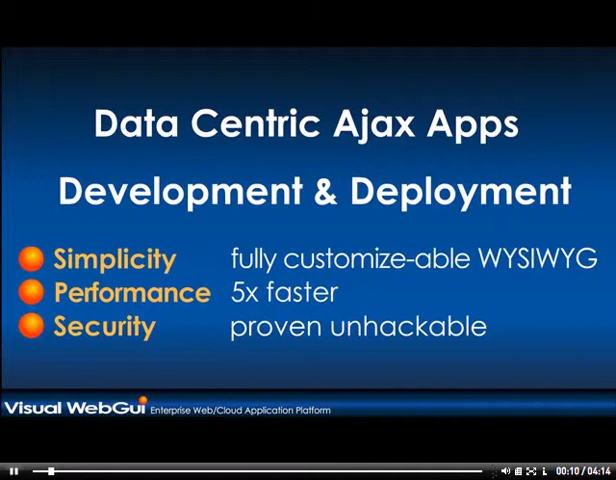 Data Centric Ajax Apps
Development & Deployment
Simplicity fully customize-able WYSIWYG
Performance 5x faster
Security proven unhackable
Visual WebGui Enterprise Web/Cloud Application Platform
00:10 / 04:14